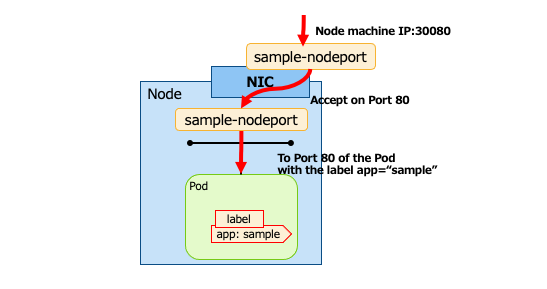 Node machine IP:30080
sample-nodeport
NIC
Node
Accept on Port 80
sample-nodeport
To Port 80 of the Pod
with the label app=“sample”
Pod
label
app: sample